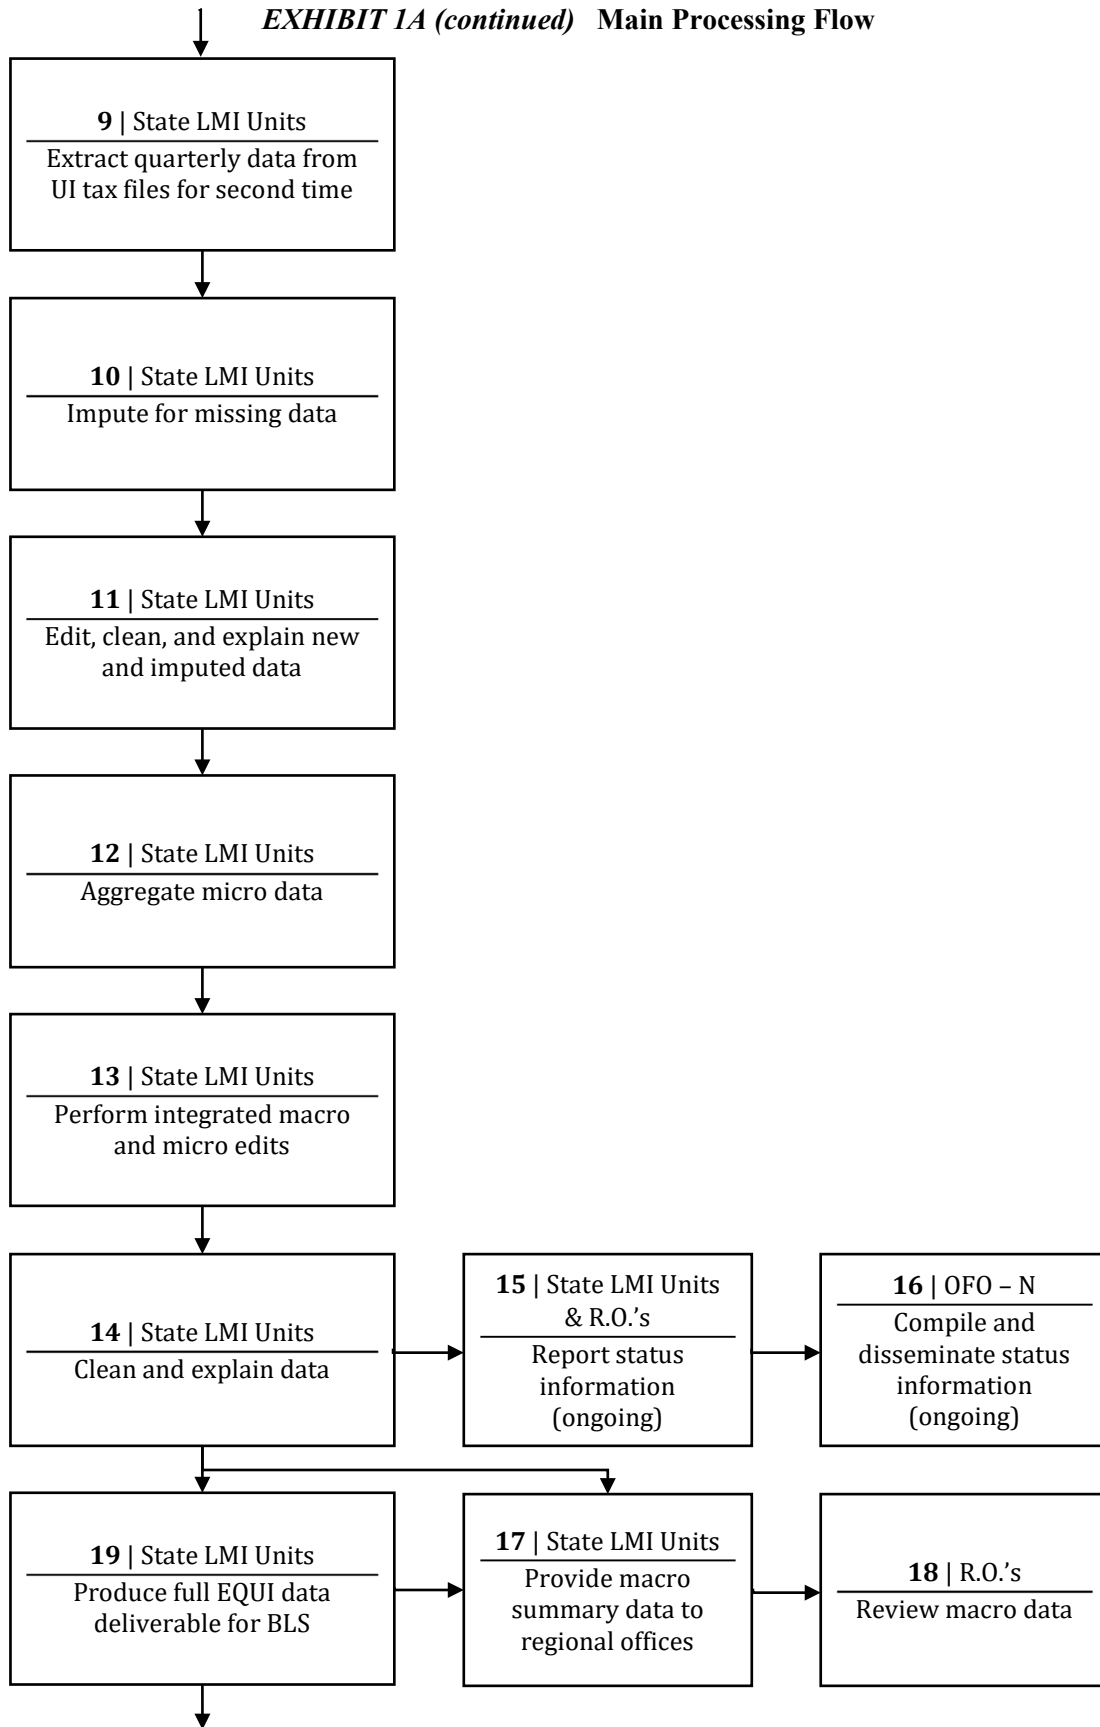 EXHIBIT 1A (continued) Main Processing Flow
9 | State LMI Units
Extract quarterly data from
UI tax files for second time
10 | State LMI Units
Impute for missing data
11 | State LMI Units
Edit, clean, and explain new
and imputed data
12 | State LMI Units
Aggregate micro data
13 | State LMI Units
Perform integrated macro
and micro edits
14 | State LMI Units
Clean and explain data
15 | State LMI Units
& R.O.’s
Report status
information
(ongoing)
16 | OFO – N
Compile and
disseminate status
information
(ongoing)
19 | State LMI Units
Produce full EQUI data
deliverable for BLS
17 | State LMI Units
Provide macro
summary data to
regional offices
18 | R.O.’s
Review macro data